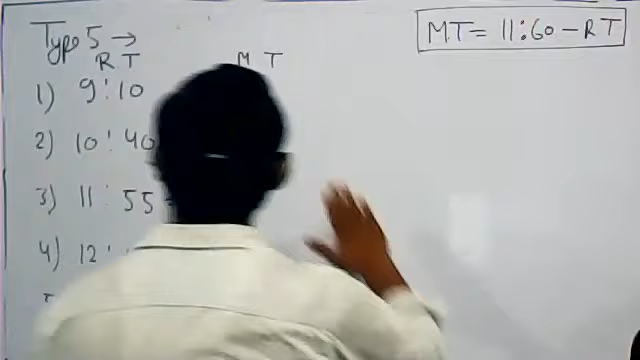 Type 5 →
MT = 11:60 - RT
RT MT
1) 9:10
2) 10:40
3) 11:55
4) 12: